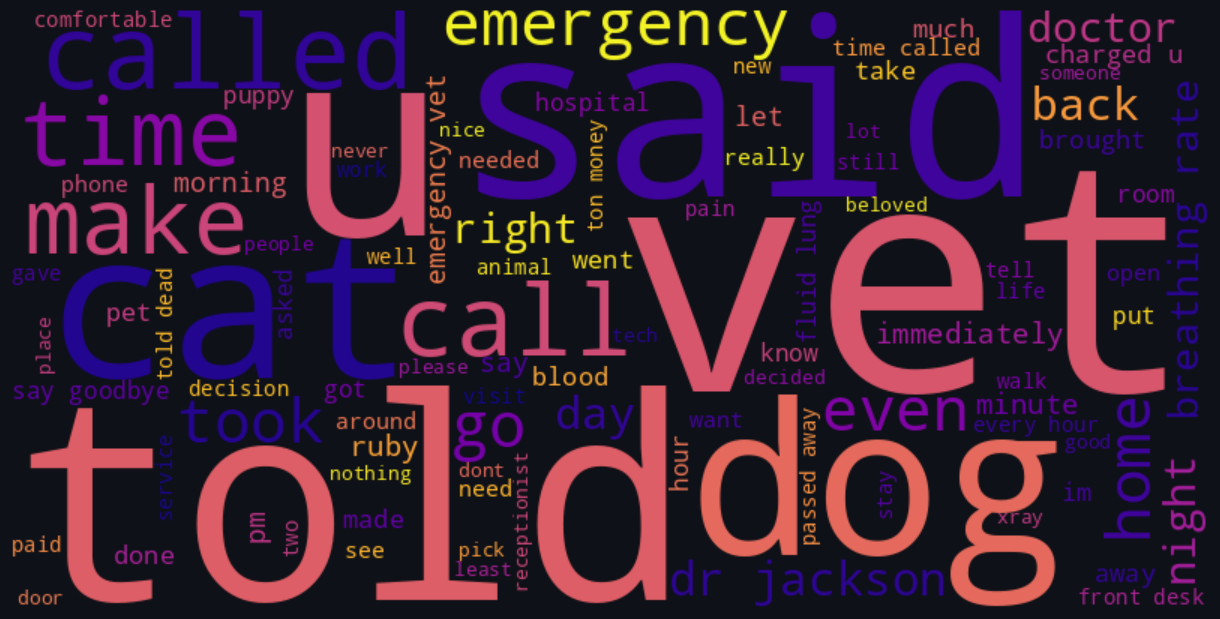 comfortable
called
emergency
said
much
doctor
time called
charged u
new
take
someone
puppy
u
emergency vet
hospital
let
back
breathing rate
time
nice
ton money
lot
brought
never
work
needed
really
still
phone
morning
right
pain
fluid lung
beloved
vet
room
make
people
well
animal
went
tell
life
open
gave
cat
asked
told dead
call
tech
immediately
put
place
pet
please
say
blood
know
decided
say goodbye
decision
got
visit
walk
took
around
go
day
want
even
minute
every hour
home
told
service
ruby
nothing
dont
need
receptionist
hour
dog
passed away
stay
good
im
night
pm
two
made
xray
paid
done
see
pick
least
dr jackson
away
door
front desk